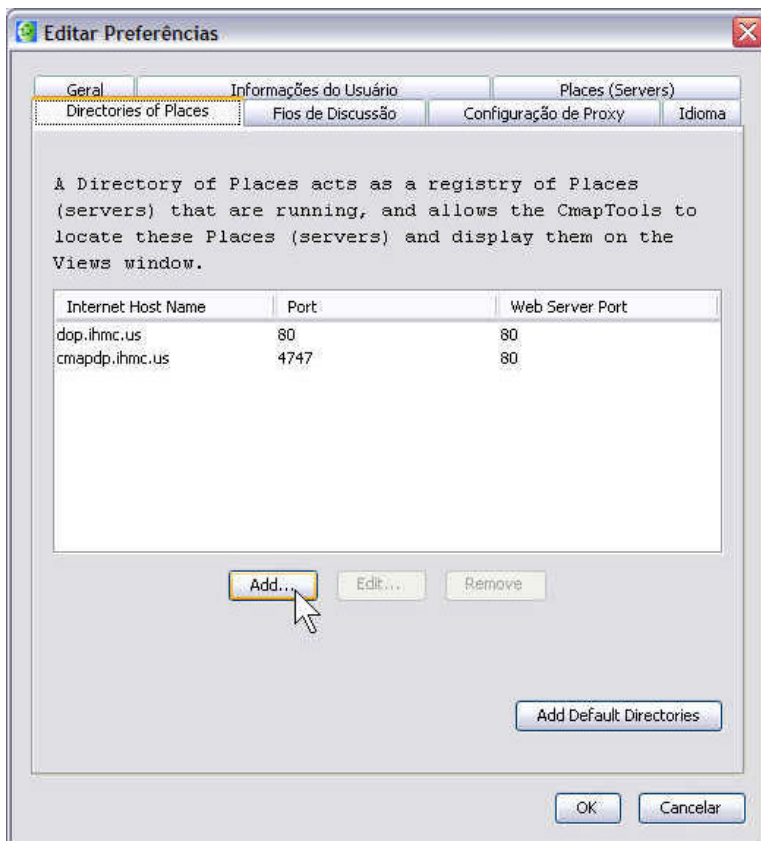 Editar Preferências
Geral Informações do Usuário Places (Servers)
Directories of Places Fios de Discussão Configuração de Proxy Idioma
A Directory of Places acts as a registry of Places
(servers) that are running, and allows the CmapTools to
locate these Places (servers) and display them on the
Views window.
Internet Host Name Port Web Server Port
dop.ihmc.us 80 80
cmapdp.ihmc.us 4747 80
Add... Edit... Remove
Add Default Directories
OK Cancelar